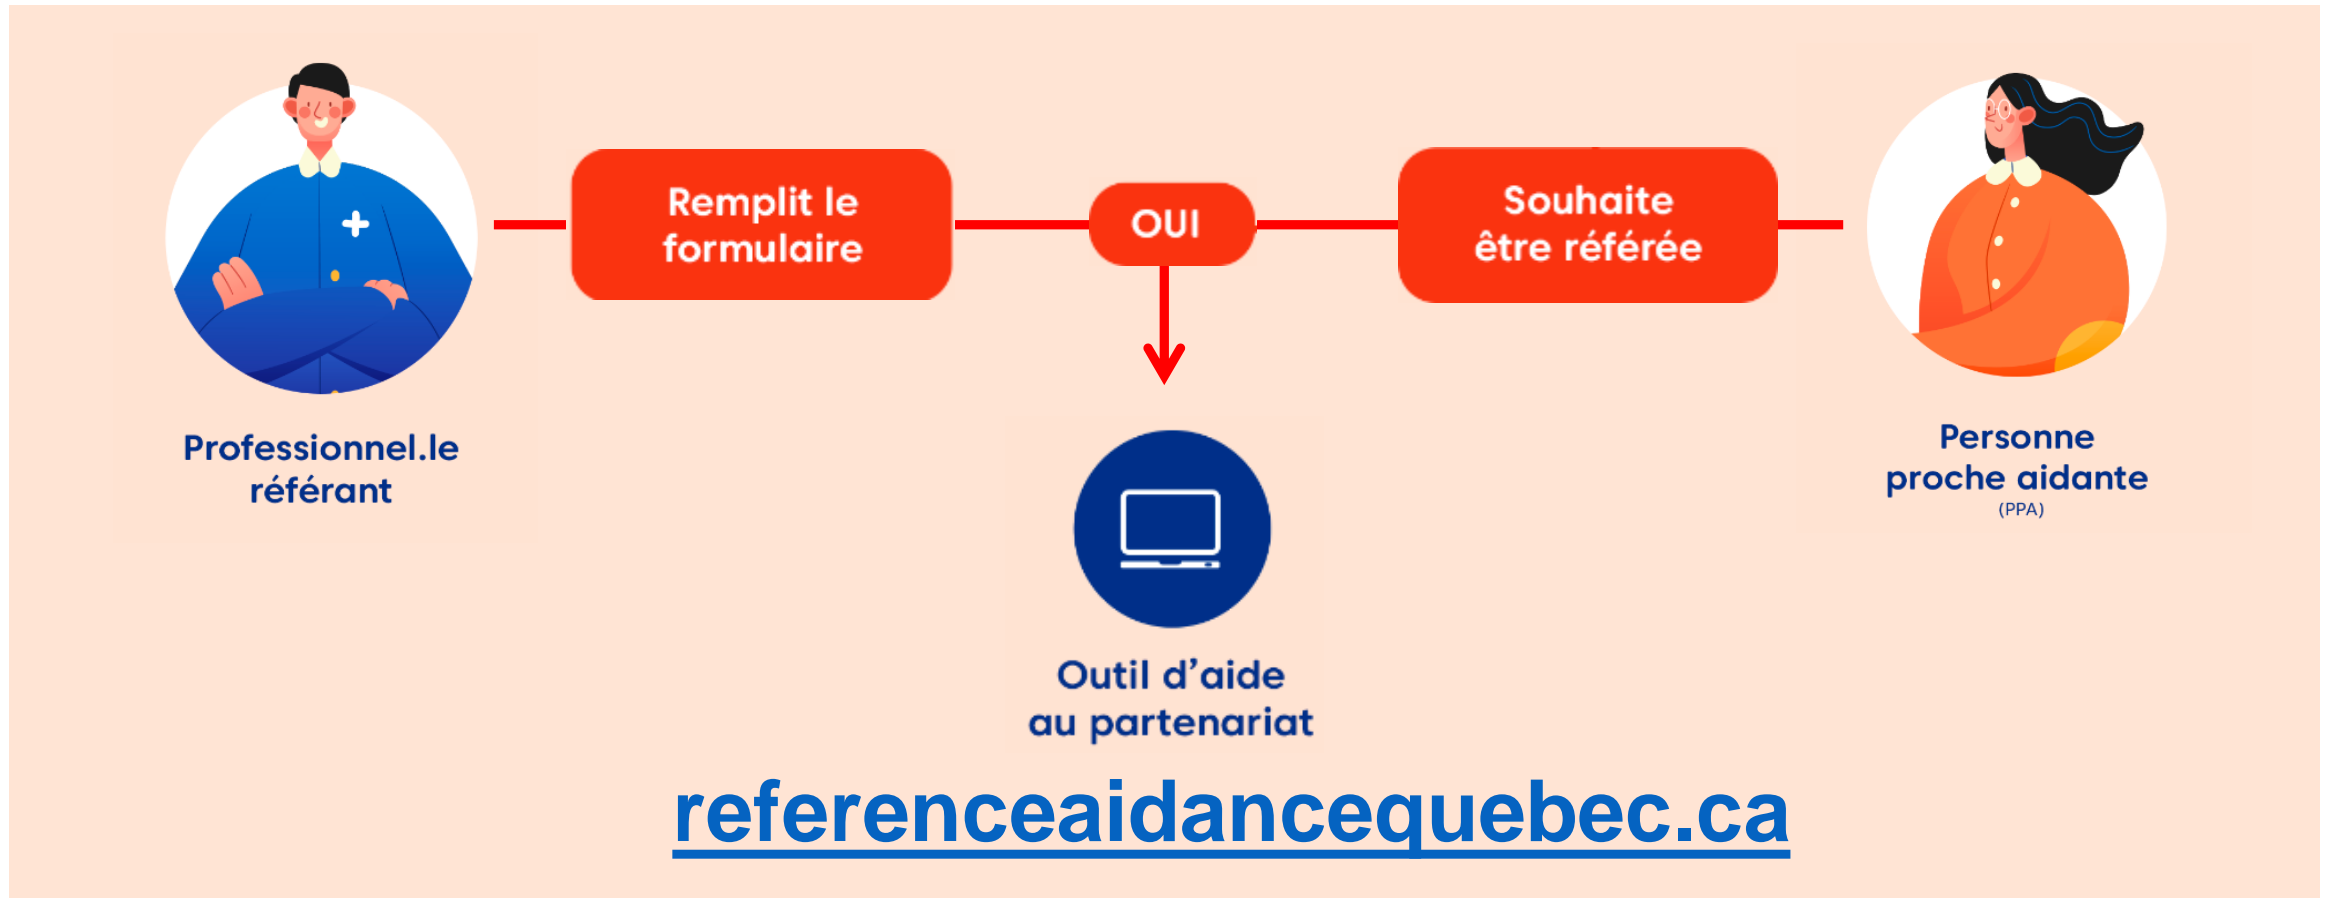 Remplit le
formulaire
OUI
Souhaite
être référée
Professionnel.le
référant
Personne
proche aidante
(PPA)
Outil d’aide
au partenariat
referenceaidancequebec.ca